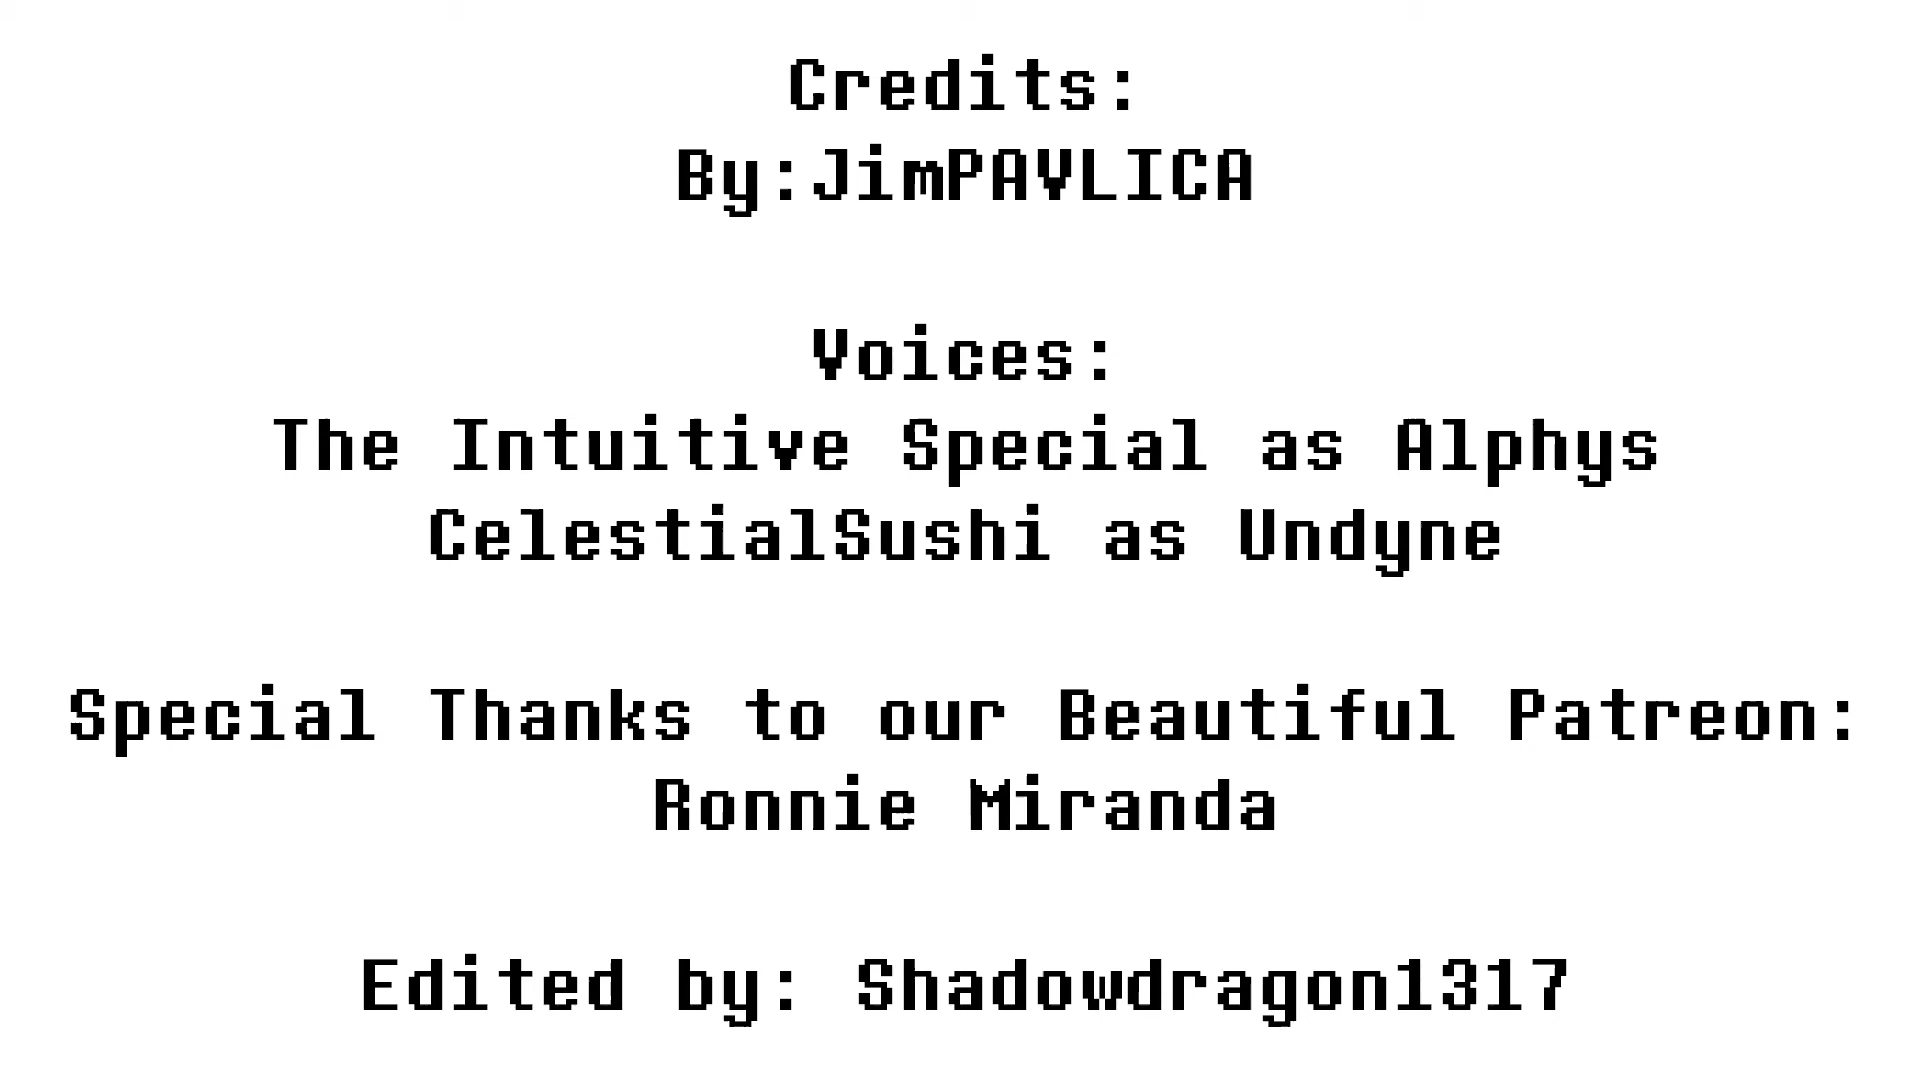 Credits:
By:JimPAVLICA
Voices:
The Intuitive Special as Alphys
CelestialSushi as Undyne
Special Thanks to our Beautiful Patreon:
Ronnie Miranda
Edited by: Shadowdragon1317